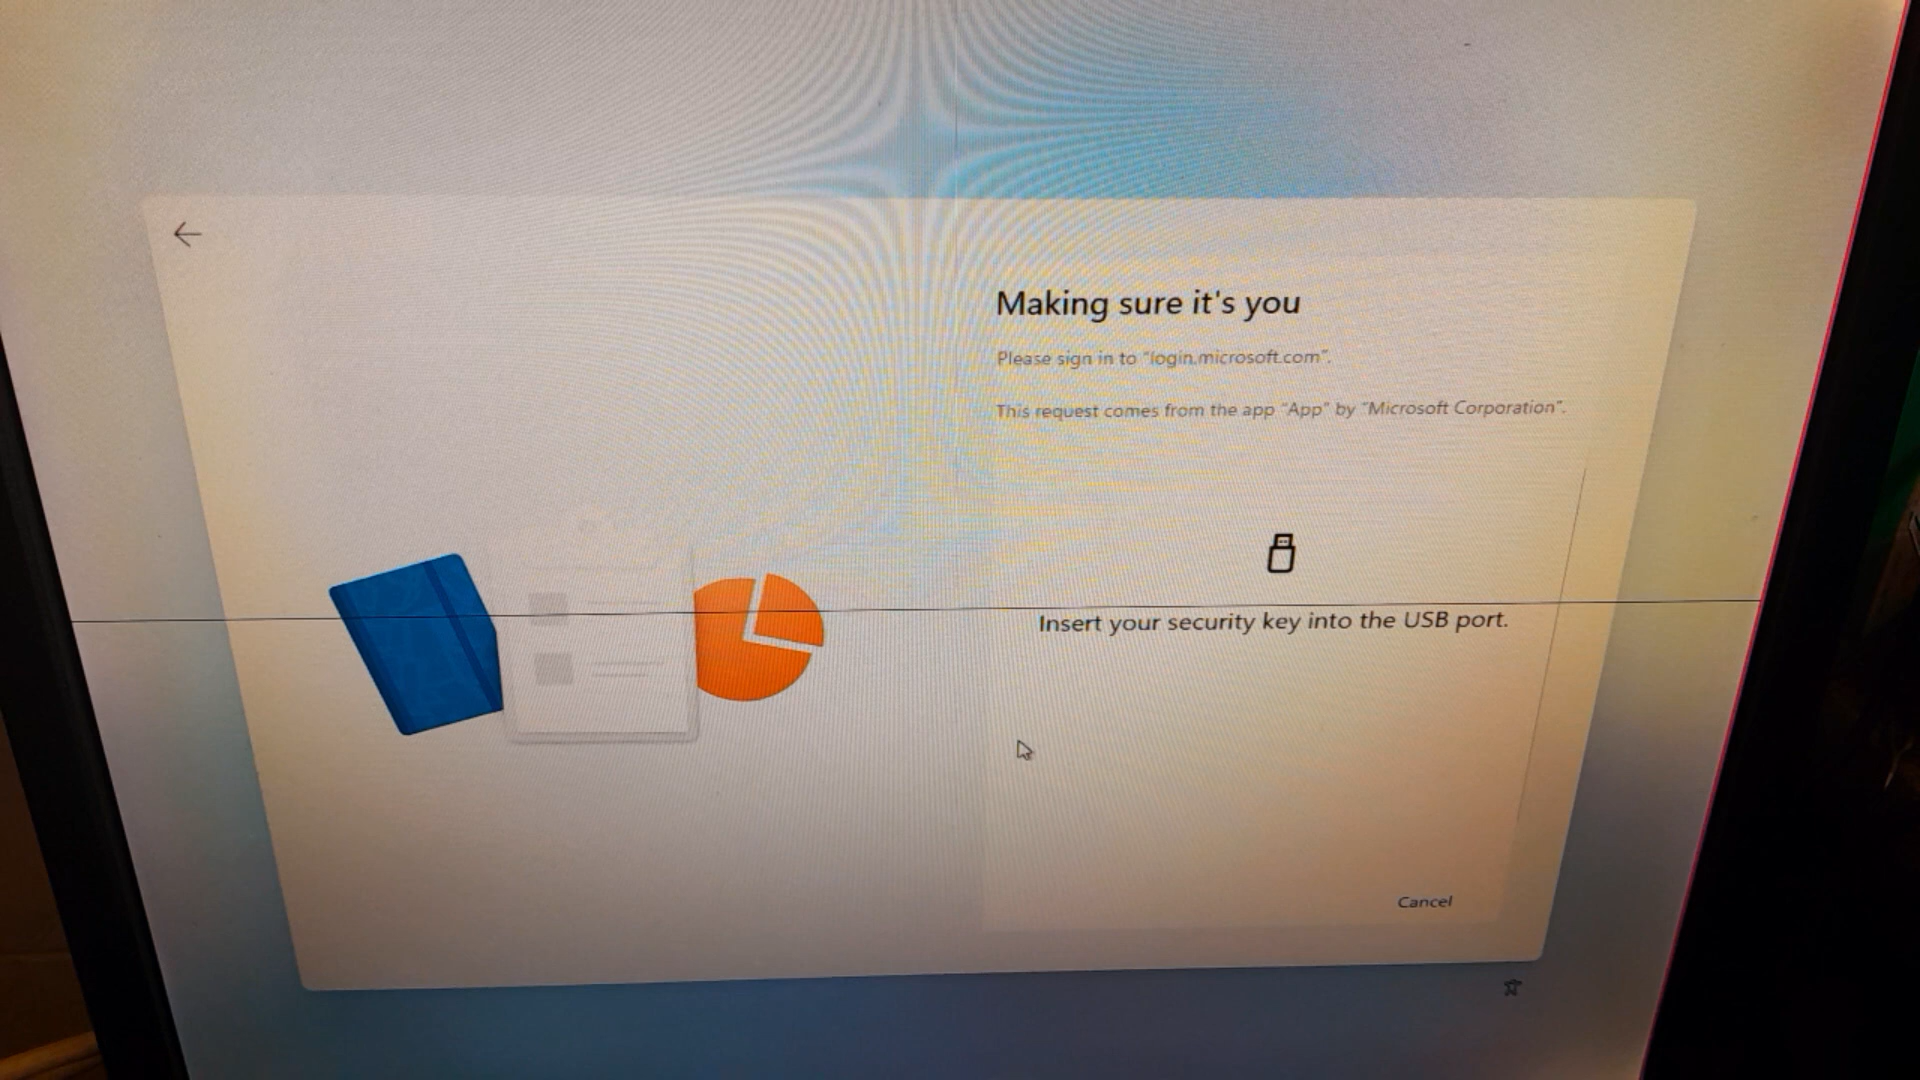 Making sure it's you
Please sign in to "login.microsoft.com".
This request comes from the app "App" by "Microsoft Corporation".
Insert your security key into the USB port.
Cancel